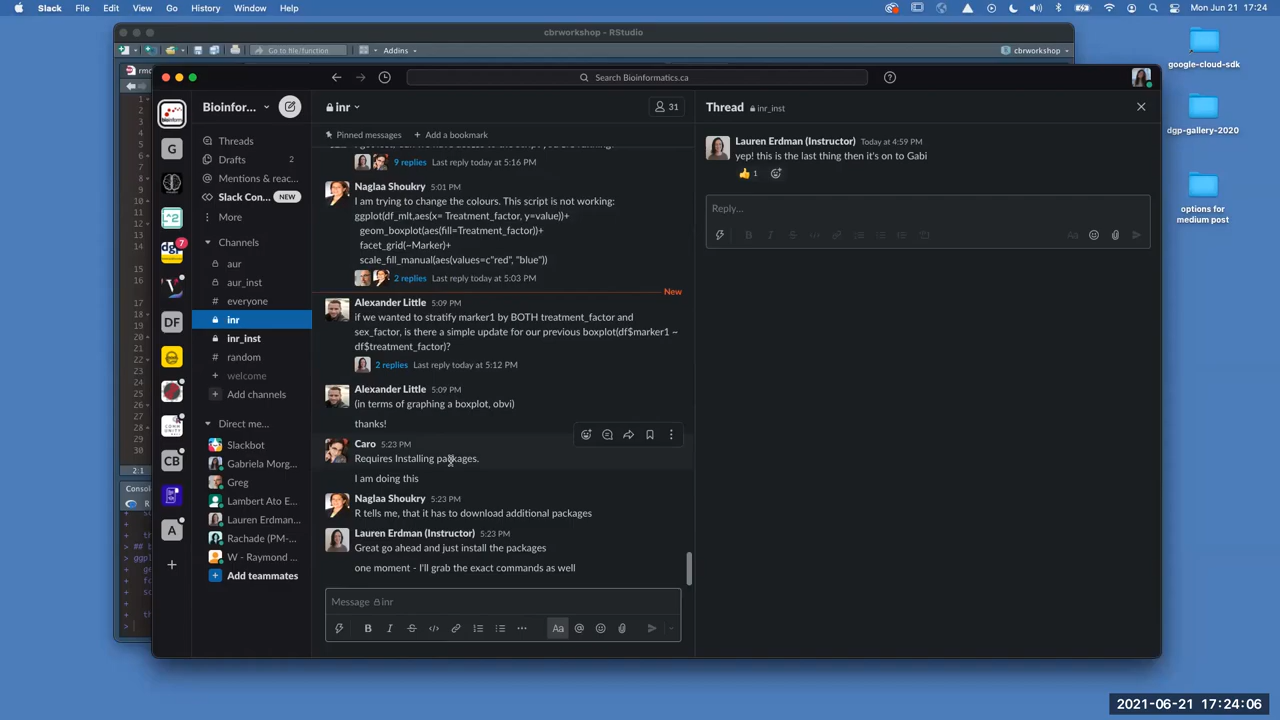 Slack File Edit View Go History Window Help
Mon Jun 21 17:24
cbrworkshop — RStudio
Go to file/function
Addins
cbrworkshop
google-cloud-sdk
dgp-gallery-2020
options for
medium post
Search Bioinformatics.ca
Bioinfor...
Threads
Drafts 2
Mentions & reac...
Slack Con... NEW
More
Channels
aur
aur_inst
everyone
inr
inr_inst
random
welcome
Add channels
Direct me...
Slackbot
Gabriela Morg...
Greg
Lambert Ato E...
Lauren Erdman...
Rachade (PM-...
W - Raymond ...
Add teammates
G
L^2
dgp
7
DF
CB
A
inr
31
Pinned messages
Add a bookmark
9 replies Last reply today at 5:16 PM
Naglaa Shoukry 5:01 PM
I am trying to change the colours. This script is not working:
ggplot(df_mlt,aes(x= Treatment_factor, y=value))+
geom_boxplot(aes(fill=Treatment_factor))+
facet_grid(~Marker)+
scale_fill_manual(aes(values=c"red", "blue"))
2 replies Last reply today at 5:03 PM
New
Alexander Little 5:09 PM
if we wanted to stratify marker1 by BOTH treatment_factor and
sex_factor, is there a simple update for our previous boxplot(df$marker1 ~
df$treatment_factor)?
2 replies Last reply today at 5:12 PM
Alexander Little 5:09 PM
(in terms of graphing a boxplot, obvi)
thanks!
Caro 5:23 PM
Requires Installing packages.
I am doing this
Naglaa Shoukry 5:23 PM
R tells me, that it has to download additional packages
Lauren Erdman (Instructor) 5:23 PM
Great go ahead and just install the packages
one moment - I'll grab the exact commands as well
Message inr
Aa
Thread inr_inst
Lauren Erdman (Instructor) Today at 4:59 PM
yep! this is the last thing then it's on to Gabi
1
Reply...
2:1
2021-06-21 17:24:06